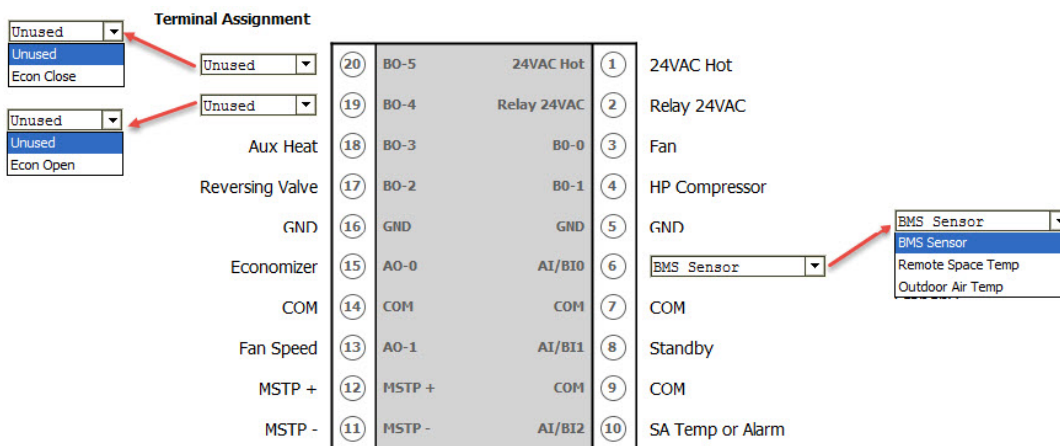 Terminal Assignment
Unused
Unused
Econ Close
Unused 20 BO-5 24VAC Hot 1 24VAC Hot
Unused
Unused
Econ Open
Unused 19 BO-4 Relay 24VAC 2 Relay 24VAC
Aux Heat 18 BO-3 B0-0 3 Fan
Reversing Valve 17 BO-2 B0-1 4 HP Compressor
GND 16 GND GND 5 GND
Economizer 15 AO-0 AI/BI0 6 BMS Sensor
BMS Sensor
BMS Sensor
Remote Space Temp
Outdoor Air Temp
COM 14 COM COM 7 COM
Fan Speed 13 AO-1 AI/BI1 8 Standby
MSTP + 12 MSTP + COM 9 COM
MSTP - 11 MSTP - AI/BI2 10 SA Temp or Alarm